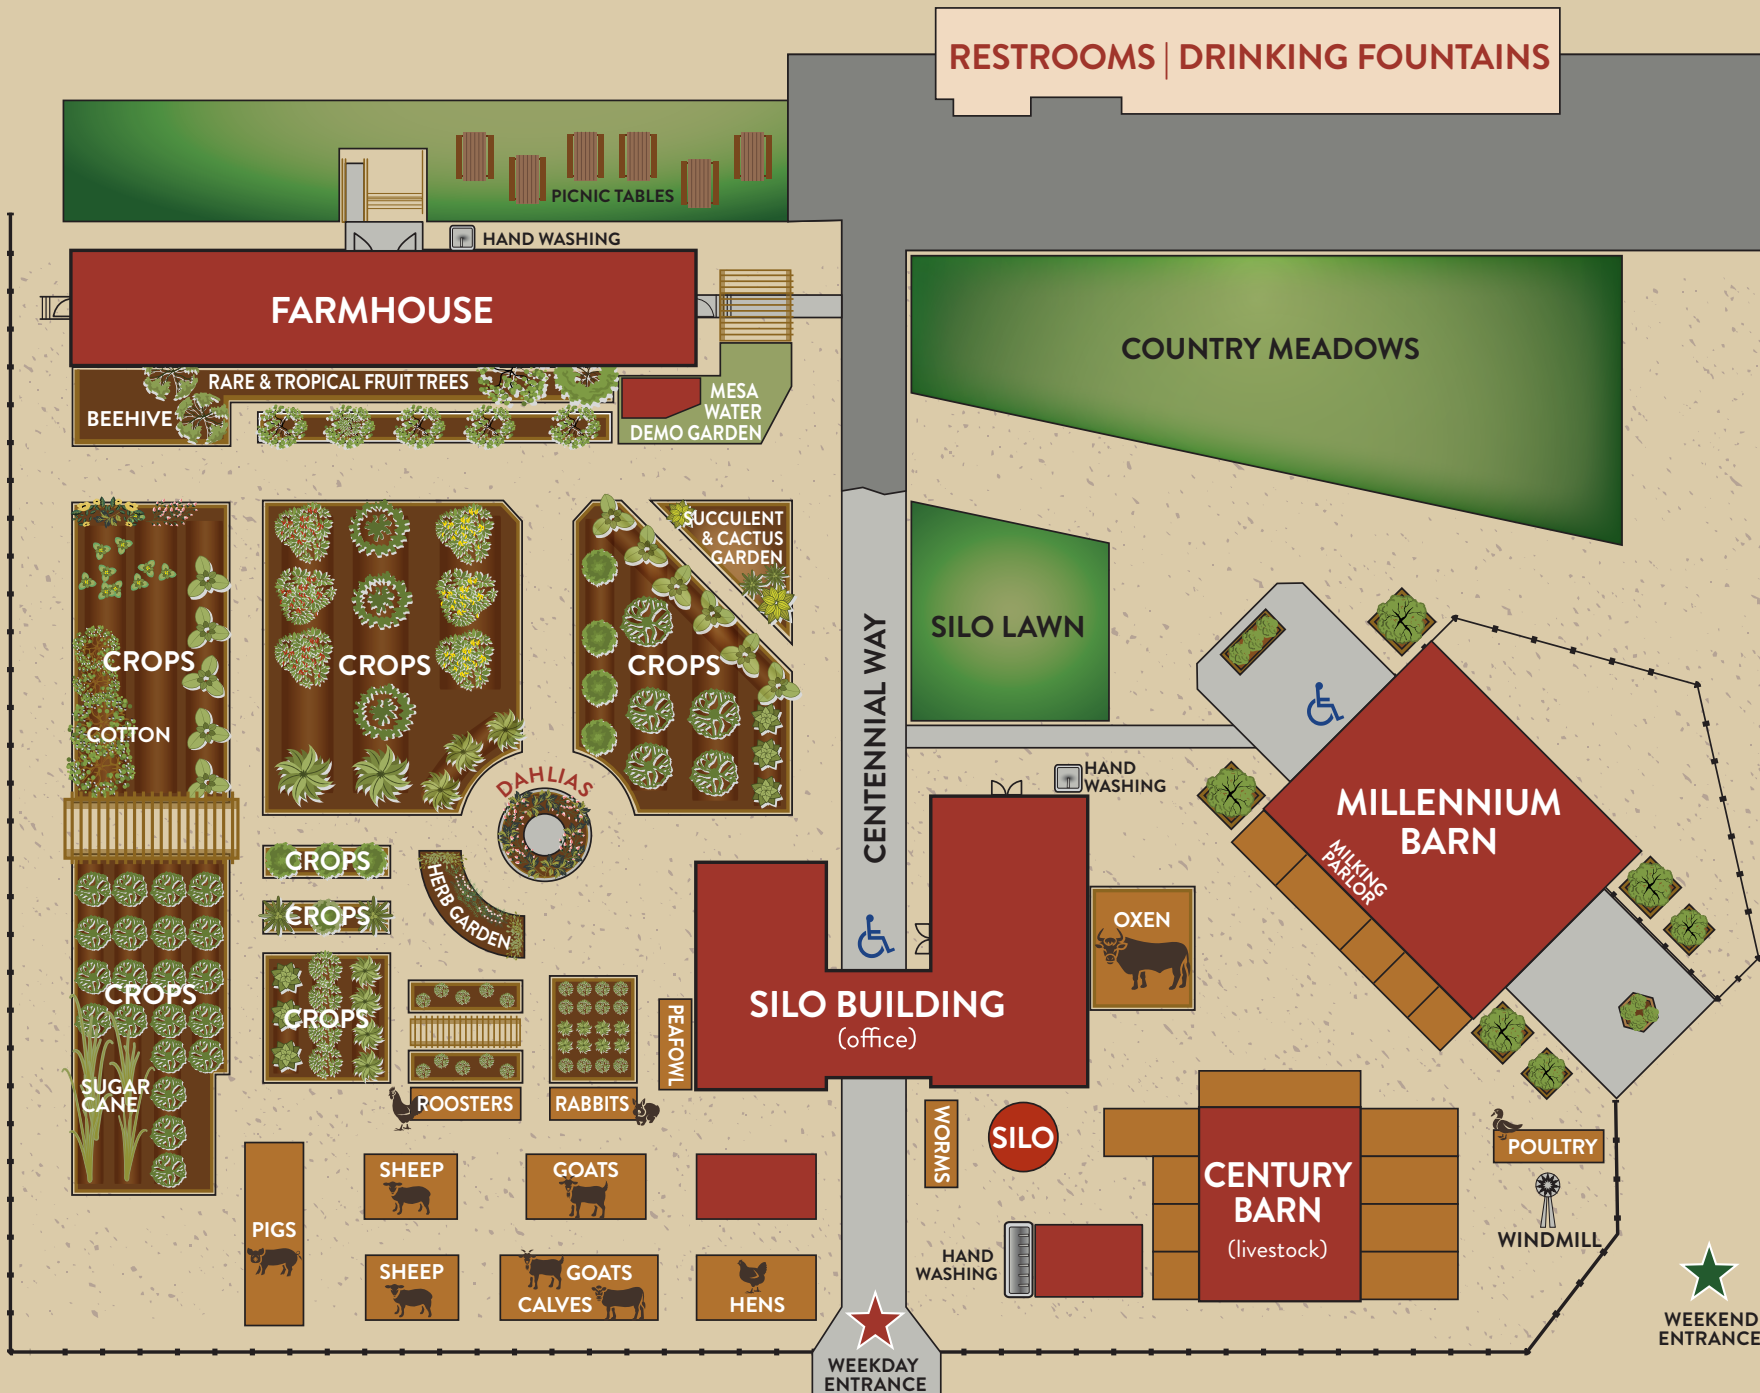 RESTROOMS | DRINKING FOUNTAINS
PICNIC TABLES
HAND WASHING
FARMHOUSE
COUNTRY MEADOWS
RARE & TROPICAL FRUIT TREES
BEEHIVE
MESA
WATER
DEMO GARDEN
SUCCULENT
& CACTUS
GARDEN
CROPS
COTTON
CROPS
CROPS
SILO LAWN
CENTENNIAL WAY
DAHLIAS
HAND
WASHING
MILLENNIUM
BARN
MILKING
PARLOR
CROPS
CROPS
HERB GARDEN
OXEN
CROPS
SUGAR
CANE
CROPS
PEAFOWL
SILO BUILDING
(office)
ROOSTERS
RABBITS
WORMS
SILO
CENTURY
BARN
(livestock)
POULTRY
WINDMILL
PIGS
SHEEP
GOATS
SHEEP
GOATS
CALVES
HENS
HAND
WASHING
WEEKDAY
ENTRANCE
WEEKEND
ENTRANCE